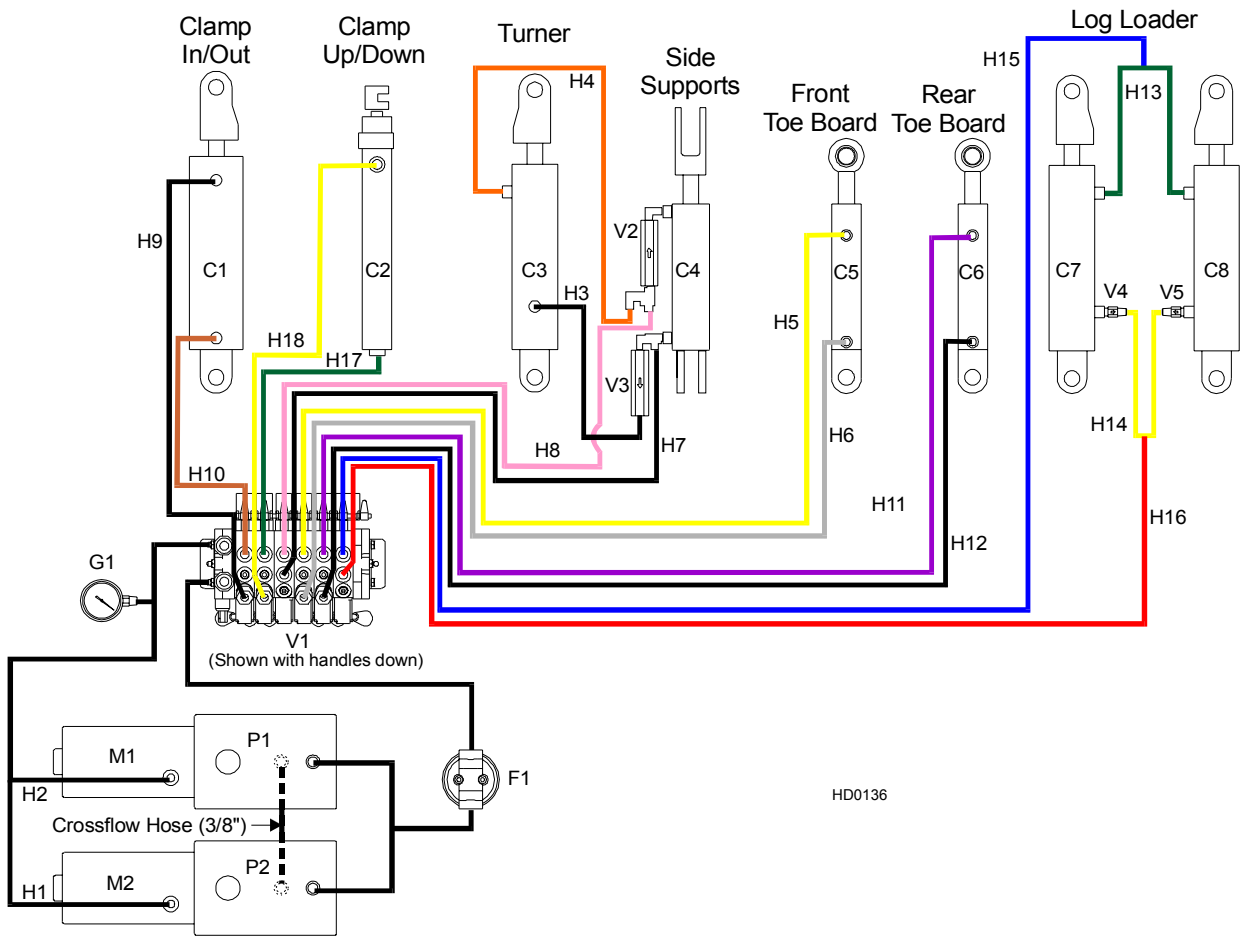 Clamp
In/Out
Clamp
Up/Down
Turner
Side
Supports
Front
Toe Board
Rear
Toe Board
Log Loader
H4
H15
H13
H9
C1
C2
C3
V2
C4
C5
C6
C7
C8
V4
V5
H3
H5
H18
H17
V3
H14
H10
H8
H7
H6
H11
H12
H16
G1
V1
(Shown with handles down)
M1
P1
F1
H2
HD0136
Crossflow Hose (3/8")
M2
P2
H1